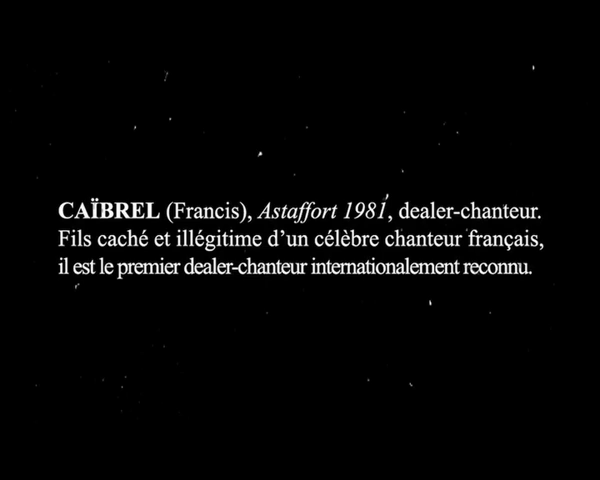 CAÏBREL (Francis), Astaffort 1981, dealer-chanteur.
Fils caché et illégitime d'un célèbre chanteur français,
il est le premier dealer-chanteur internationalement reconnu.